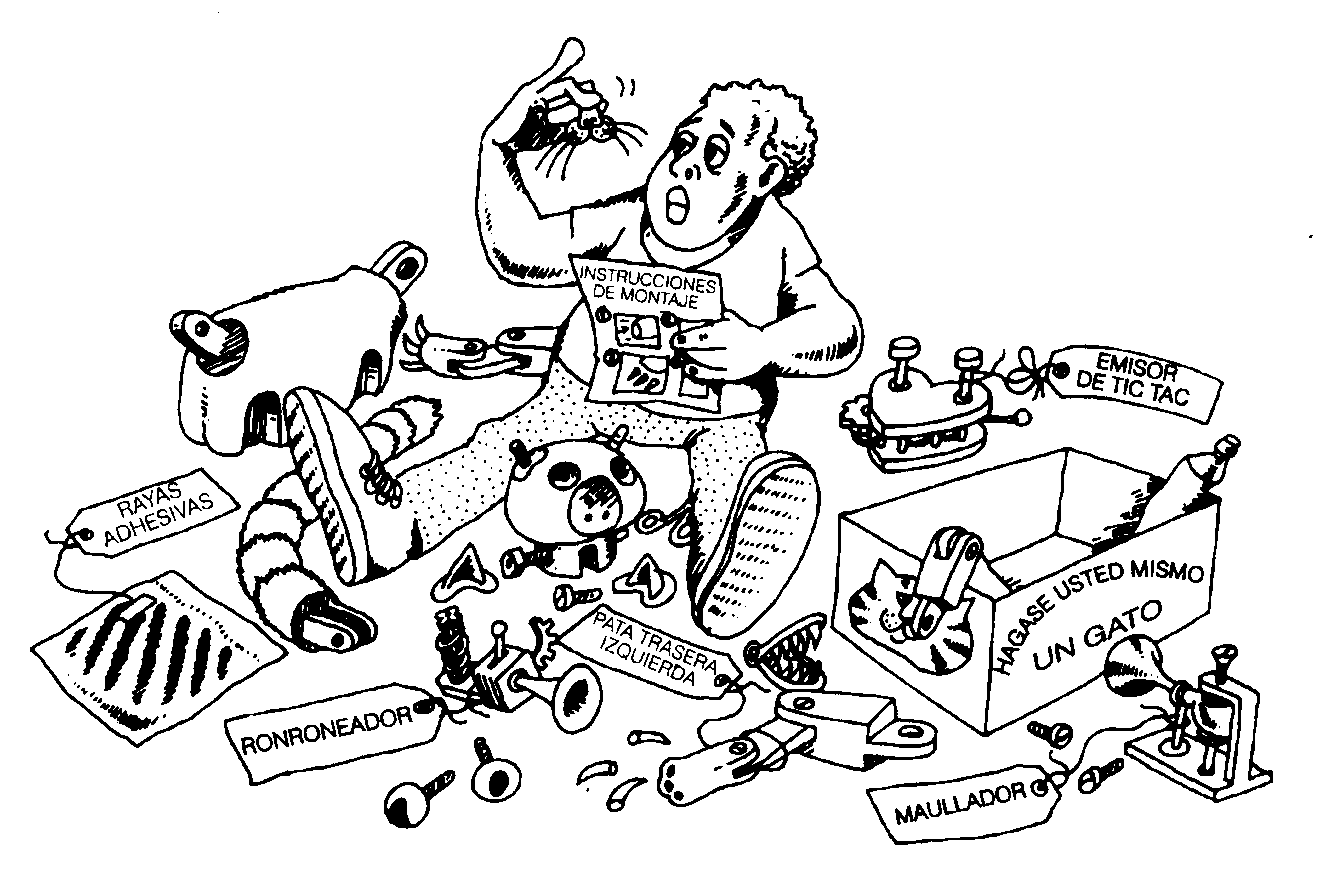 INSTRUCCIONES
DE MONTAJE
EMISOR
DE TIC TAC
RAYAS
ADHESIVAS
HAGASE USTED MISMO
UN GATO
PATA TRASERA
IZQUIERDA
RONRONEADOR
MAULLADOR